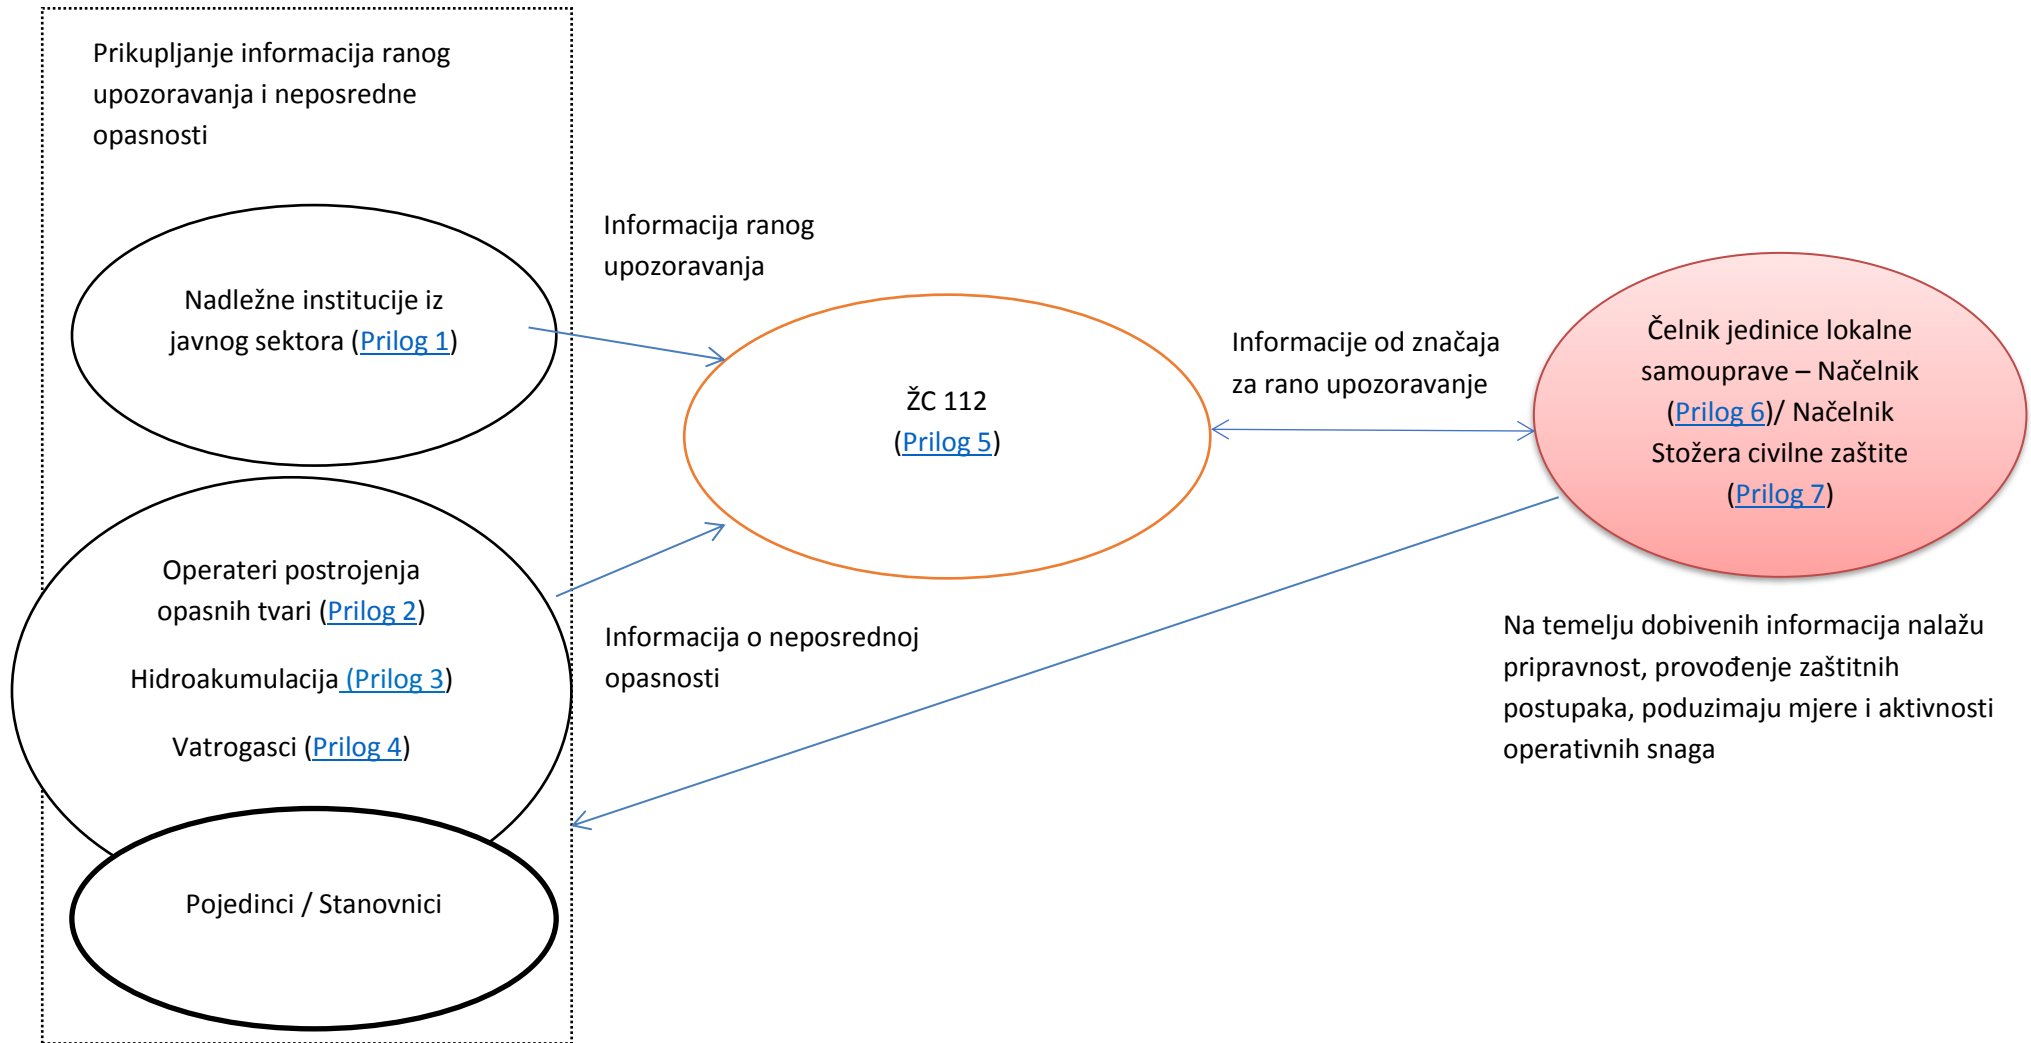 Prikupljanje informacija ranog
upozoravanja i neposredne
opasnosti
Nadležne institucije iz
javnog sektora (Prilog 1)
Operateri postrojenja
opasnih tvari (Prilog 2)
Hidroakumulacija (Prilog 3)
Vatrogasci (Prilog 4)
Pojedinci / Stanovnici
Informacija ranog
upozoravanja
Informacija o neposrednoj
opasnosti
ŽC 112
(Prilog 5)
Informacije od značaja
za rano upozoravanje
Čelnik jedinice lokalne
samouprave – Načelnik
(Prilog 6)/ Načelnik
Stožera civilne zaštite
(Prilog 7)
Na temelju dobivenih informacija nalažu
pripravnost, provođenje zaštitnih
postupaka, poduzimaju mjere i aktivnosti
operativnih snaga